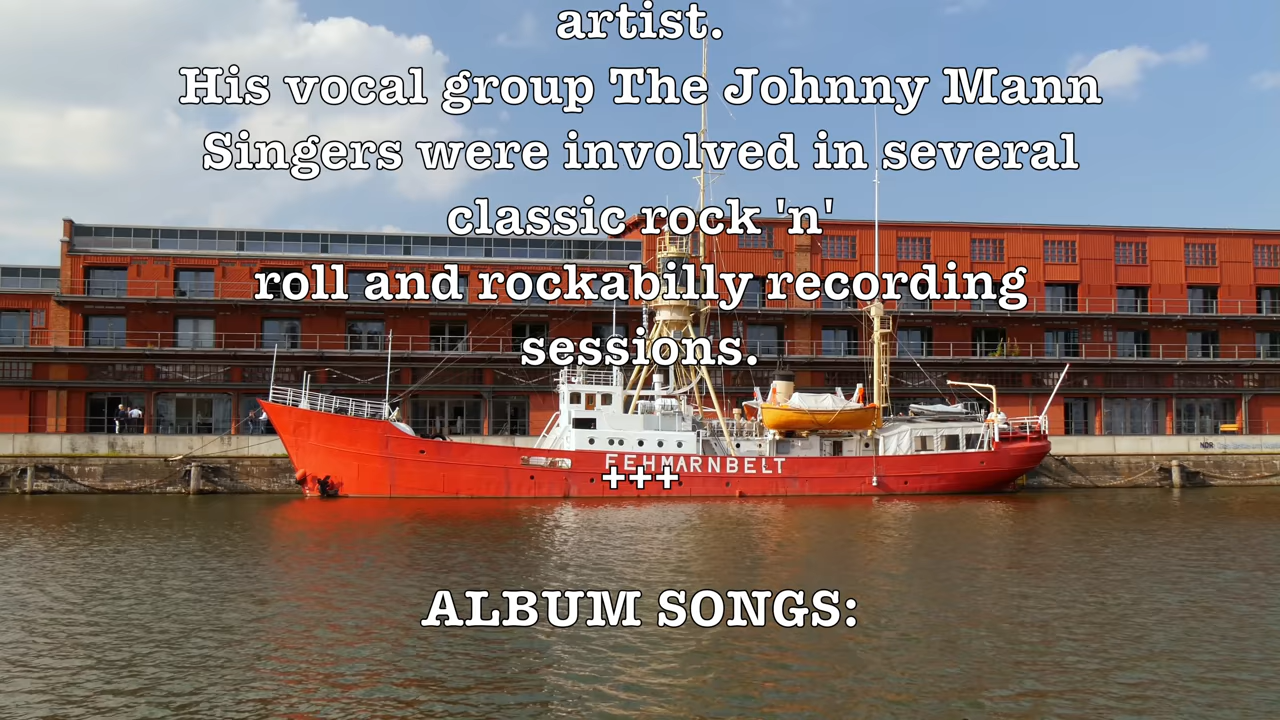 artist.
His vocal group The Johnny Mann
Singers were involved in several
classic rock 'n'
roll and rockabilly recording
sessions.
FEHMARNBELT
+++
NDR
ALBUM SONGS: